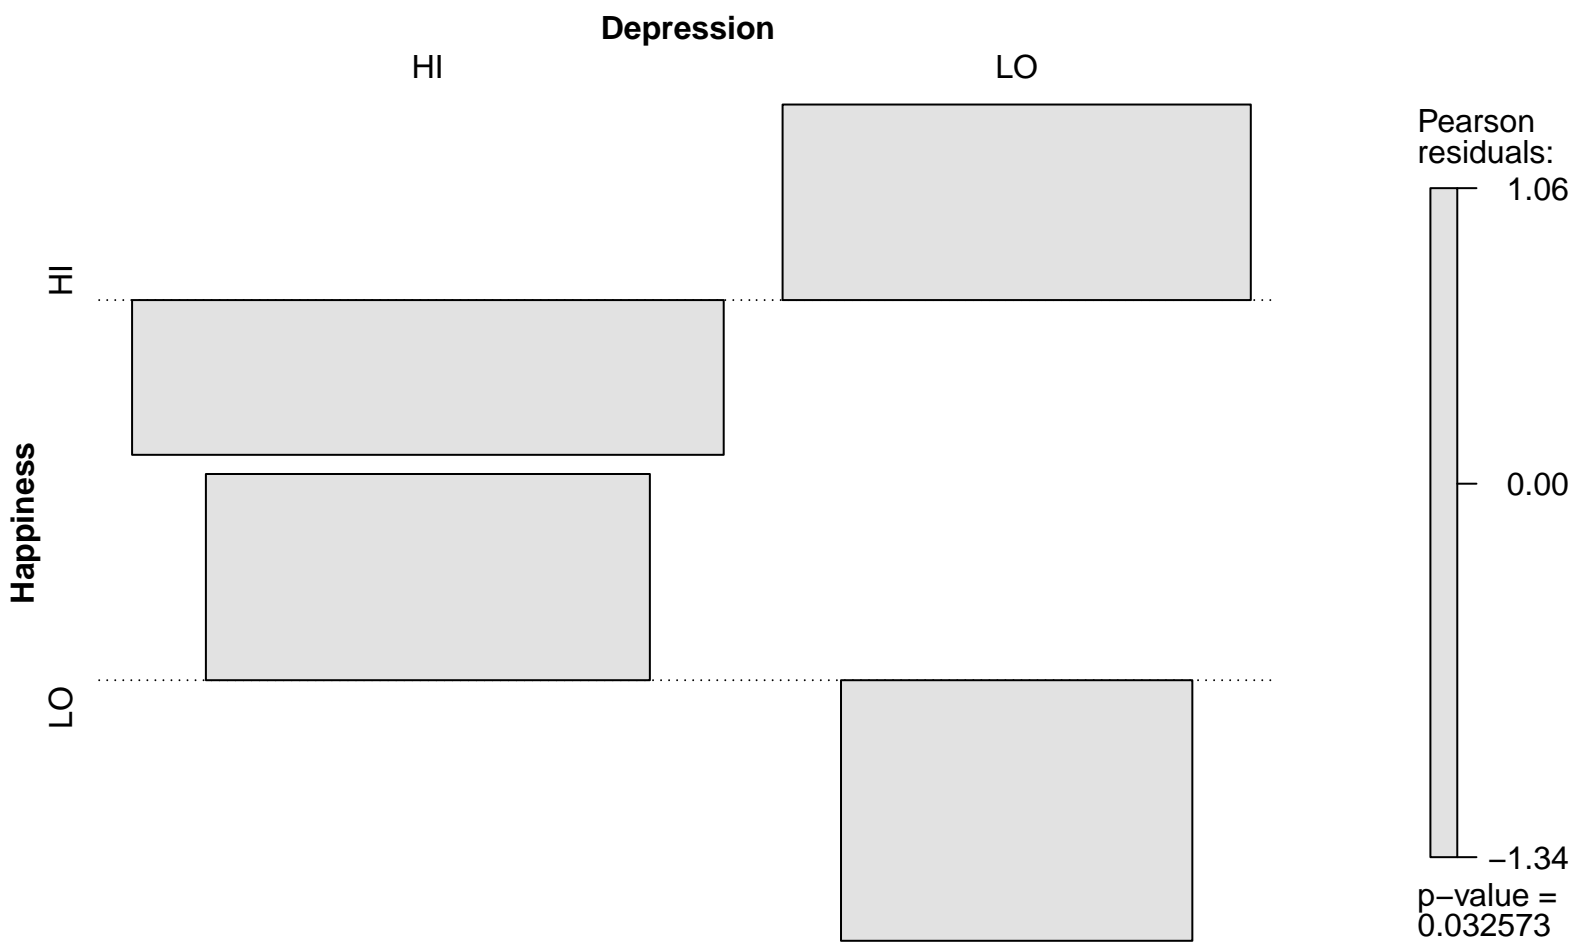 Depression
HI
LO
HI
Happiness
LO
Pearson
residuals:
1.06
0.00
−1.34
p−value =
0.032573